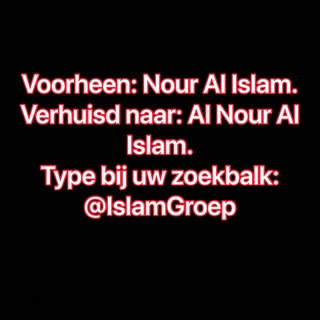 Voorheen: Nour Al Islam.
Verhuisd naar: Al Nour Al
Islam.
Type bij uw zoekbalk:
@IslamGroep